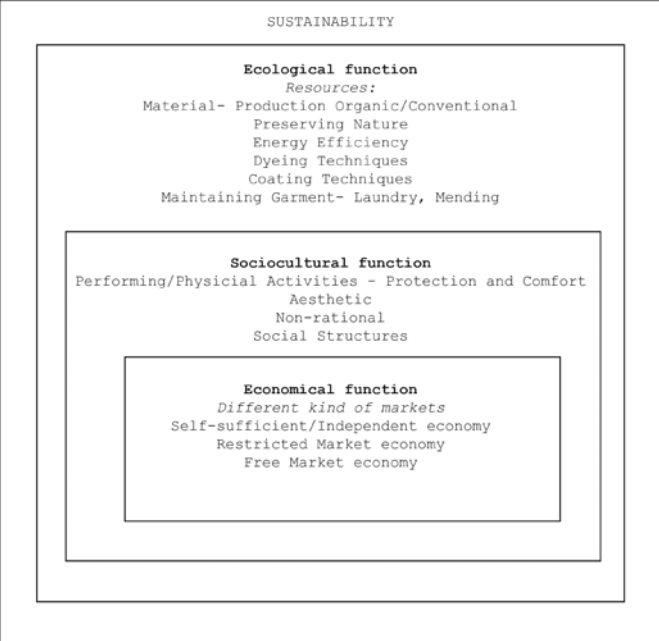 SUSTAINABILITY
Ecological function
Resources:
Material- Production Organic/Conventional
Preserving Nature
Energy Efficiency
Dyeing Techniques
Coating Techniques
Maintaining Garment- Laundry, Mending
Sociocultural function
Performing/Physicial Activities - Protection and Comfort
Aesthetic
Non-rational
Social Structures
Economical function
Different kind of markets
Self-sufficient/Independent economy
Restricted Market economy
Free Market economy